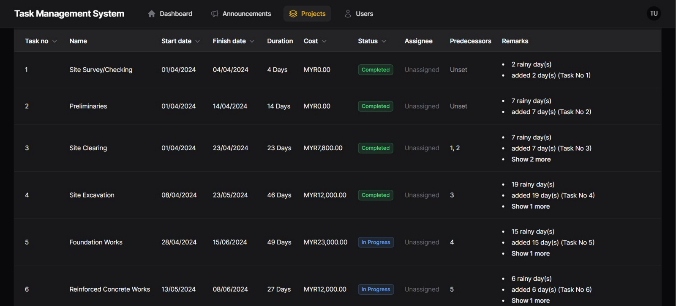 Task Management System Dashboard Announcements Projects Users TU
Task no Name Start date Finish date Duration Cost Status Assignee Predecessors Remarks
1 Site Survey/Checking 01/04/2024 04/04/2024 4 Days MYR0.00 Completed Unassigned Unset
• 2 rainy day(s)
• added 2 day(s) (Task No 1)
2 Preliminaries 01/04/2024 14/04/2024 14 Days MYR0.00 Completed Unassigned Unset
• 7 rainy day(s)
• added 7 day(s) (Task No 2)
3 Site Clearing 01/04/2024 23/04/2024 23 Days MYR7,800.00 Completed Unassigned 1, 2
• 7 rainy day(s)
• added 7 day(s) (Task No 3)
• Show 2 more
4 Site Excavation 08/04/2024 23/05/2024 46 Days MYR12,000.00 Completed Unassigned 3
• 19 rainy day(s)
• added 19 day(s) (Task No 4)
• Show 1 more
5 Foundation Works 28/04/2024 15/06/2024 49 Days MYR23,000.00 In Progress Unassigned 4
• 15 rainy day(s)
• added 15 day(s) (Task No 5)
• Show 1 more
6 Reinforced Concrete Works 13/05/2024 08/06/2024 27 Days MYR12,000.00 In Progress Unassigned 5
• 6 rainy day(s)
• added 6 day(s) (Task No 6)
• Show 1 more